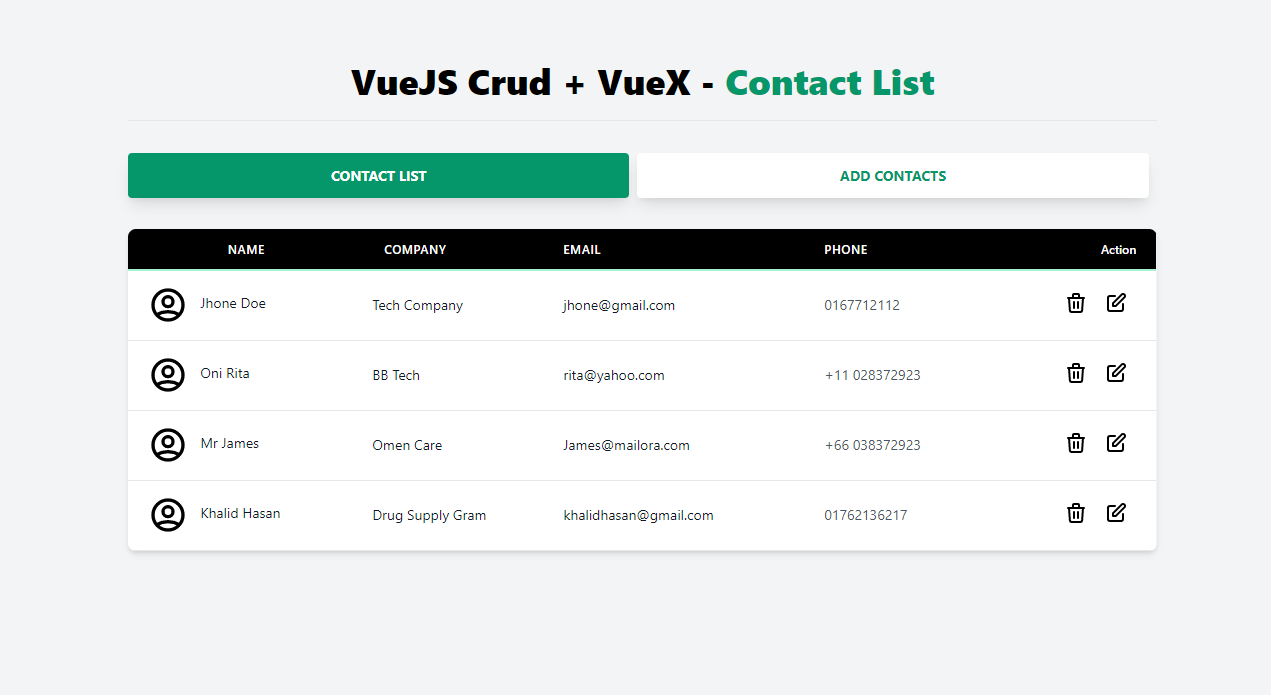 VueJS Crud + VueX - Contact List
CONTACT LIST ADD CONTACTS
NAME COMPANY EMAIL PHONE Action
Jhone Doe Tech Company jhone@gmail.com 0167712112
Oni Rita BB Tech rita@yahoo.com +11 028372923
Mr James Omen Care James@mailora.com +66 038372923
Khalid Hasan Drug Supply Gram khalidhasan@gmail.com 01762136217